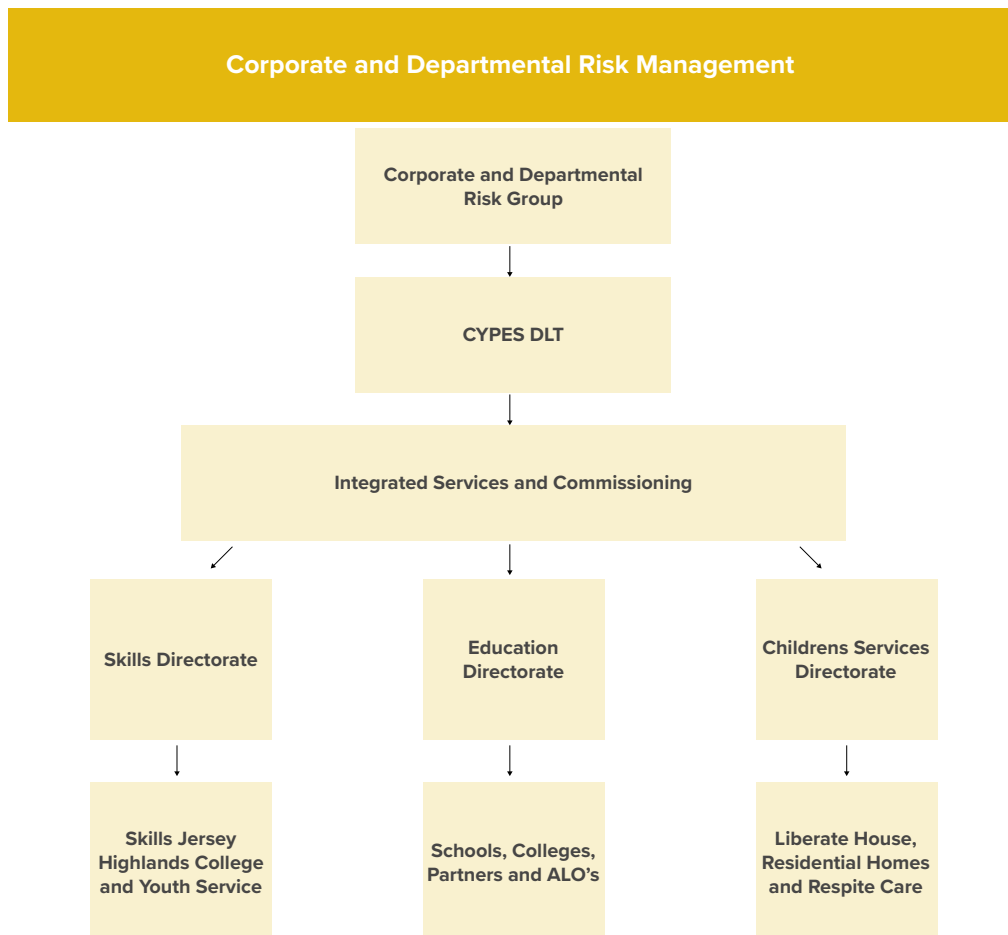 Corporate and Departmental Risk Management
Corporate and Departmental
Risk Group
CYPES DLT
Integrated Services and Commissioning
Skills Directorate
Education
Directorate
Childrens Services
Directorate
Skills Jersey
Highlands College
and Youth Service
Schools, Colleges,
Partners and ALO’s
Liberate House,
Residential Homes
and Respite Care